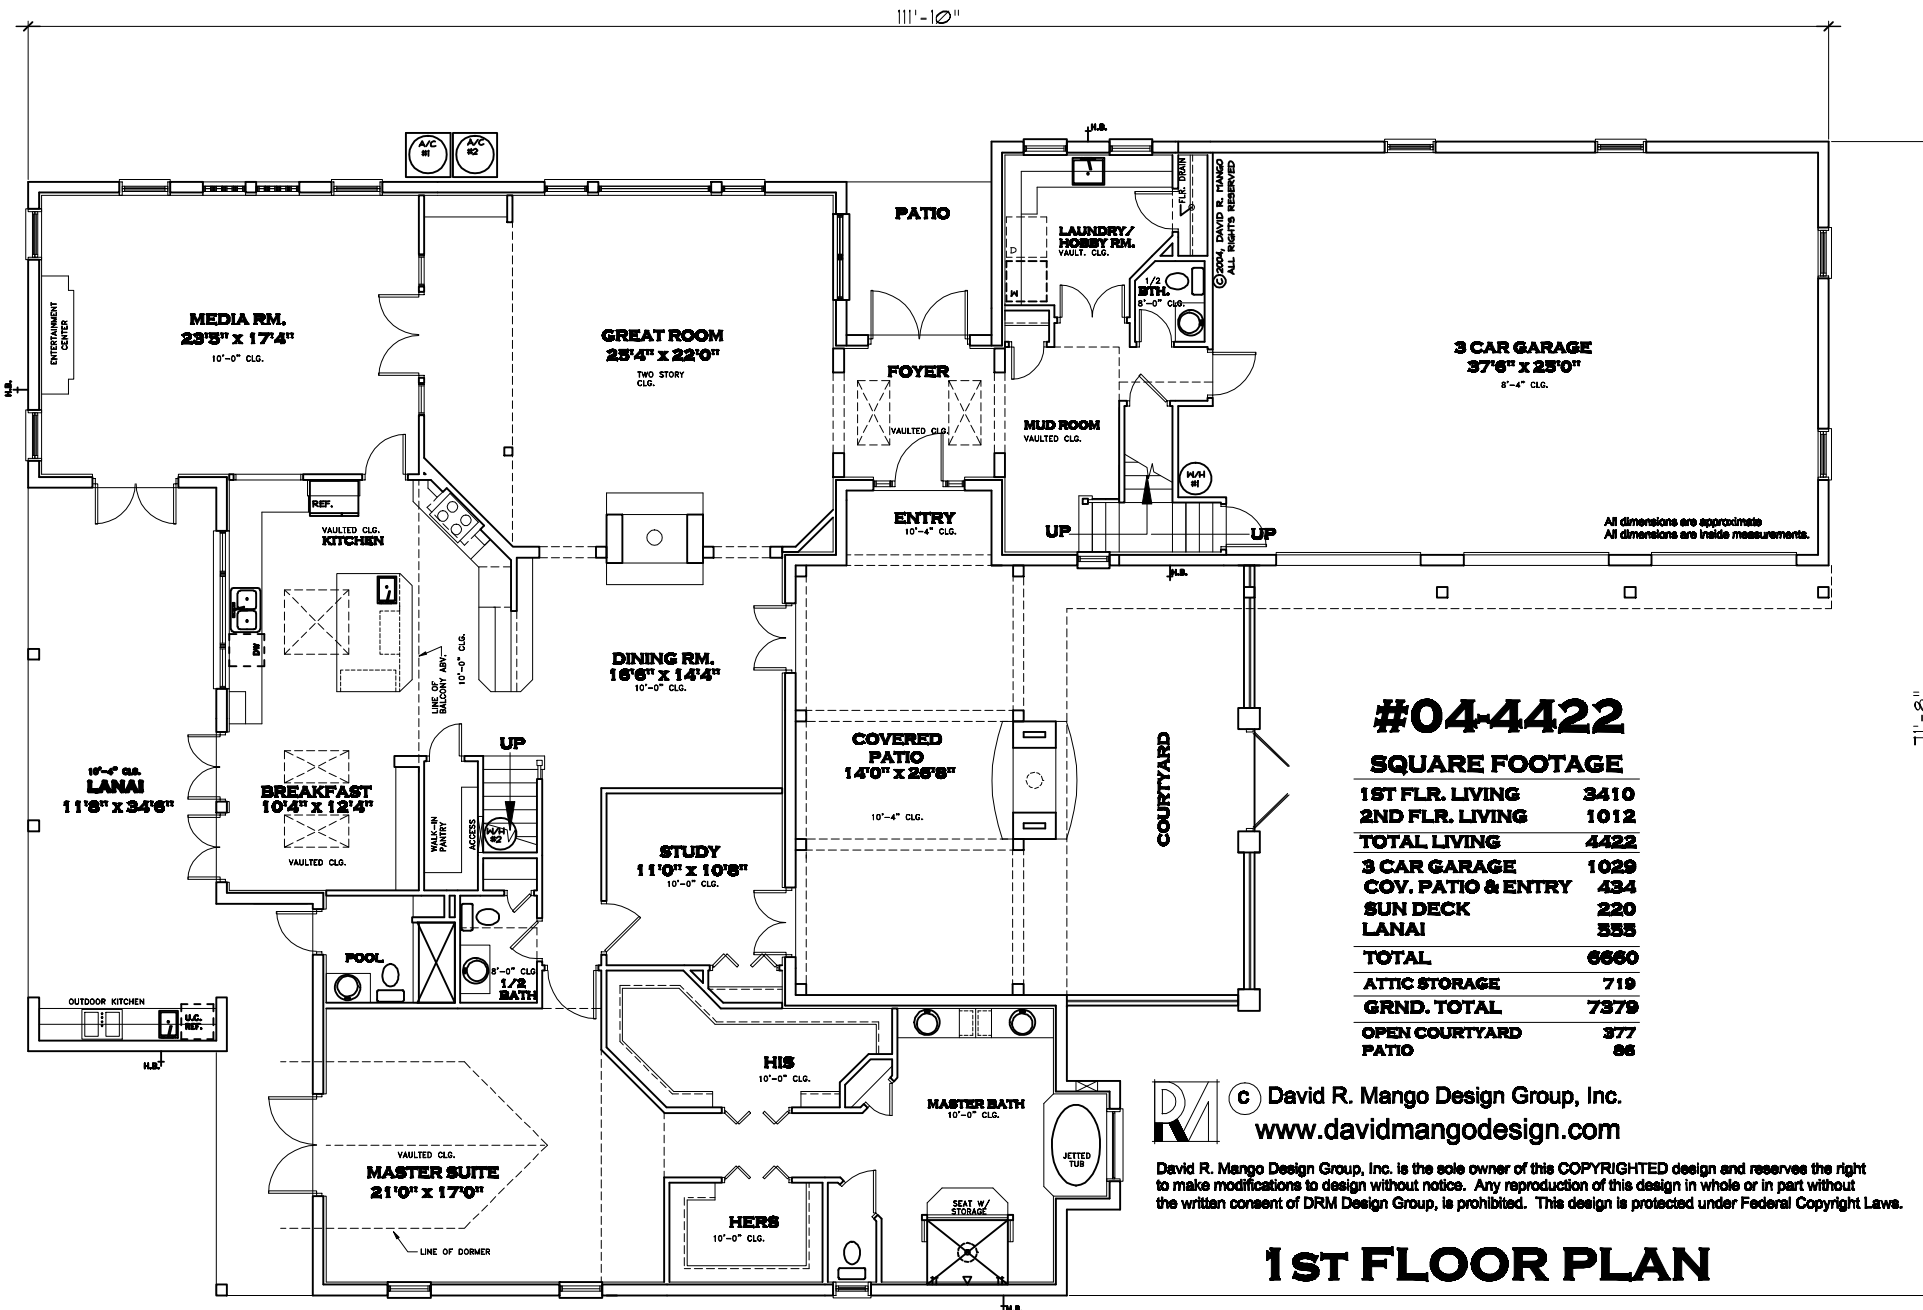 111'-10"
A/C
#1
A/C
#2
H.B.
PATIO
FLR. DRAIN
©2004, DAVID R. MANGO
ALL RIGHTS RESERVED
LAUNDRY/
HOBBY RM.
VAULT. CLG.
D
W
1/2
BTH.
8'-0" CLG.
ENTERTAINMENT
CENTER
MEDIA RM.
23'5" X 17'4"
10'-0" CLG.
GREAT ROOM
25'4" X 22'0"
TWO STORY
CLG.
FOYER
VAULTED CLG.
3 CAR GARAGE
37'6" X 25'0"
8'-4" CLG.
H.B.
MUD ROOM
VAULTED CLG.
W/H
#1
REF.
VAULTED CLG.
KITCHEN
ENTRY
10'-4" CLG.
UP
UP
All dimensions are approximate
All dimensions are inside measurements.
H.B.
DW
LINE OF
BALCONY ABV.
10'-0" CLG.
DINING RM.
16'6" X 14'4"
10'-0" CLG.
71'-8"
#04-4422
SQUARE FOOTAGE
1ST FLR. LIVING 3410
2ND FLR. LIVING 1012
TOTAL LIVING 4422
3 CAR GARAGE 1029
COV. PATIO & ENTRY 434
SUN DECK 220
LANAI 555
TOTAL 6660
ATTIC STORAGE 719
GRND. TOTAL 7379
OPEN COURTYARD 377
PATIO 86
UP
COVERED
PATIO
14'0" X 26'8"
10'-4" CLG.
COURTYARD
10'-4" CLG.
LANAI
11'8" X 34'6"
BREAKFAST
10'4" X 12'4"
VAULTED CLG.
WALK-IN
PANTRY
ACCESS
W/H
#2
STUDY
11'0" X 10'8"
10'-0" CLG.
POOL
8'-0" CLG
1/2
BATH
OUTDOOR KITCHEN
U.C.
REF.
H.B.
HIS
10'-0" CLG.
MASTER BATH
10'-0" CLG.
JETTED
TUB
VAULTED CLG.
MASTER SUITE
21'0" X 17'0"
LINE OF DORMER
HERS
10'-0" CLG.
SEAT W/
STORAGE
H.B.
© David R. Mango Design Group, Inc.
www.davidmangodesign.com
David R. Mango Design Group, Inc. is the sole owner of this COPYRIGHTED design and reserves the right
to make modifications to design without notice. Any reproduction of this design in whole or in part without
the written consent of DRM Design Group, is prohibited. This design is protected under Federal Copyright Laws.
1ST FLOOR PLAN